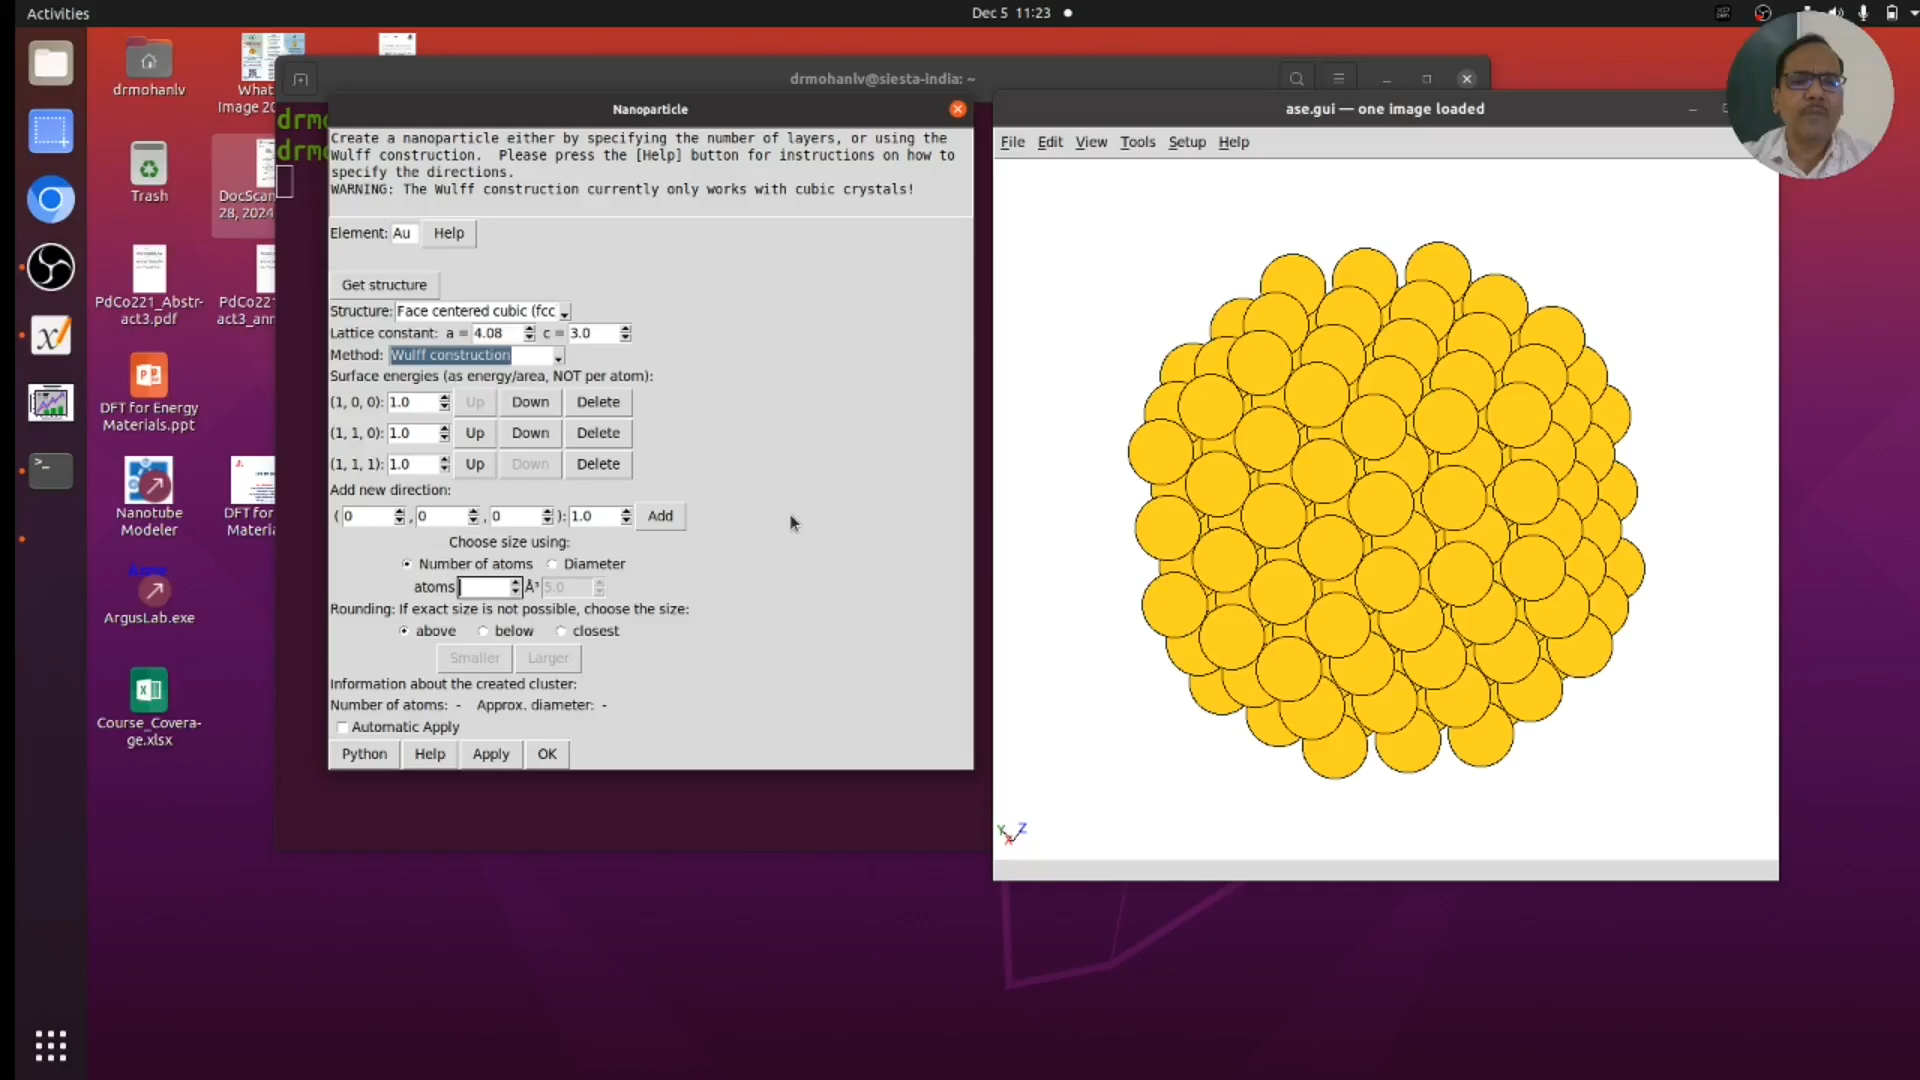 Activities
Dec 5 11:23
drmohanlv
What
Image 20
Trash
DocScan
28, 2024
PdCo221_Abstr-
act3.pdf
PdCo221
act3_ann
DFT for Energy
Materials.ppt
Nanotube
Modeler
DFT for
Materi
ArgusLab.exe
Course_Covera-
ge.xlsx
drmohanlv@siesta-india: ~
drm
drm
Nanoparticle
Create a nanoparticle either by specifying the number of layers, or using the
Wulff construction. Please press the [Help] button for instructions on how to
specify the directions.
WARNING: The Wulff construction currently only works with cubic crystals!
Element: Au Help
Get structure
Structure: Face centered cubic (fcc
Lattice constant: a = 4.08 c = 3.0
Method: Wulff construction
Surface energies (as energy/area, NOT per atom):
(1, 0, 0): 1.0 Up Down Delete
(1, 1, 0): 1.0 Up Down Delete
(1, 1, 1): 1.0 Up Down Delete
Add new direction:
( 0 , 0 , 0 ): 1.0 Add
Choose size using:
Number of atoms Diameter
atoms Å³ 5.0
Rounding: If exact size is not possible, choose the size:
above below closest
Smaller Larger
Information about the created cluster:
Number of atoms: - Approx. diameter: -
Automatic Apply
Python Help Apply OK
ase.gui — one image loaded
File Edit View Tools Setup Help
Y Z
X